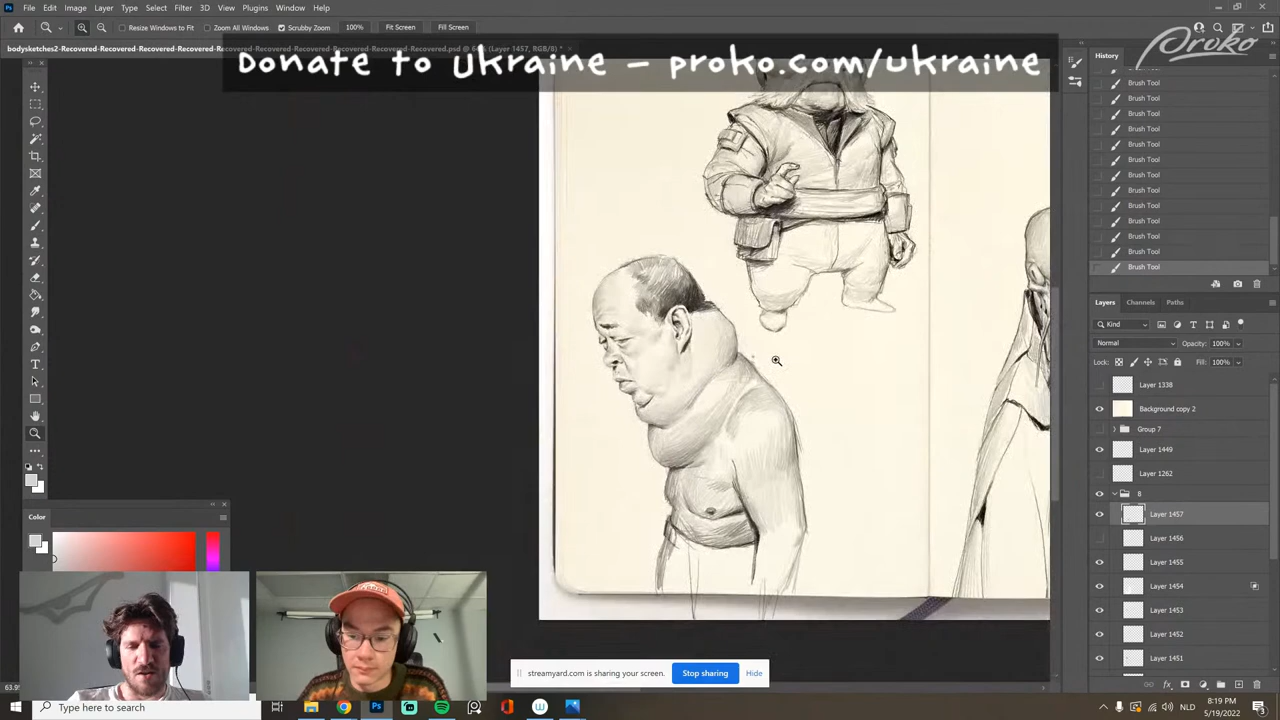 File Edit Image Layer Type Select Filter 3D View Plugins Window Help
Resize Windows to Fit Zoom All Windows Scrubby Zoom 100% Fit Screen Fill Screen
Proko
Donate to Ukraine - proko.com/ukraine
History
Brush Tool
Brush Tool
Brush Tool
Brush Tool
Brush Tool
Brush Tool
Brush Tool
Brush Tool
Brush Tool
Brush Tool
Brush Tool
Brush Tool
Brush Tool
Layers Channels Paths
Kind
Normal Opacity: 100%
Lock: Fill: 100%
Layer 1338
Background copy 2
Group 7
Layer 1449
Layer 1262
8
Layer 1457
Layer 1456
Layer 1455
Layer 1454
Layer 1453
Layer 1452
Layer 1451
Color
streamyard.com is sharing your screen. Stop sharing Hide
Type here to search
NLD 8:19 PM
5/19/2022